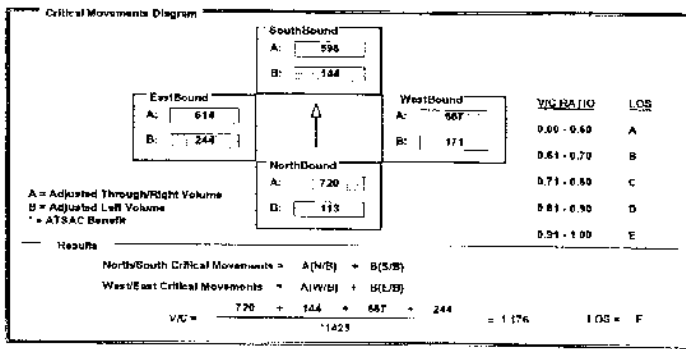 Critical Movements Diagram
SouthBound
A:
B: 144
EastBound
A: 614
B: 244
WestBound
A: 667
B: 171
NorthBound
A: 720
B: 113
V/C RATIO LOS
0.00 - 0.60 A
0.61 - 0.70 B
0.71 - 0.80 C
0.81 - 0.90 D
0.91 - 1.00 E
A = Adjusted Through/Right Volume
B = Adjusted Left Volume
* = ATSAC Benefit
Results
North/South Critical Movements = A(N/B) + B(S/B)
West/East Critical Movements = A(W/B) + B(E/B)
V/C = 720 + 144 + 667 + 244 = 1.176 LOS = F
*1425